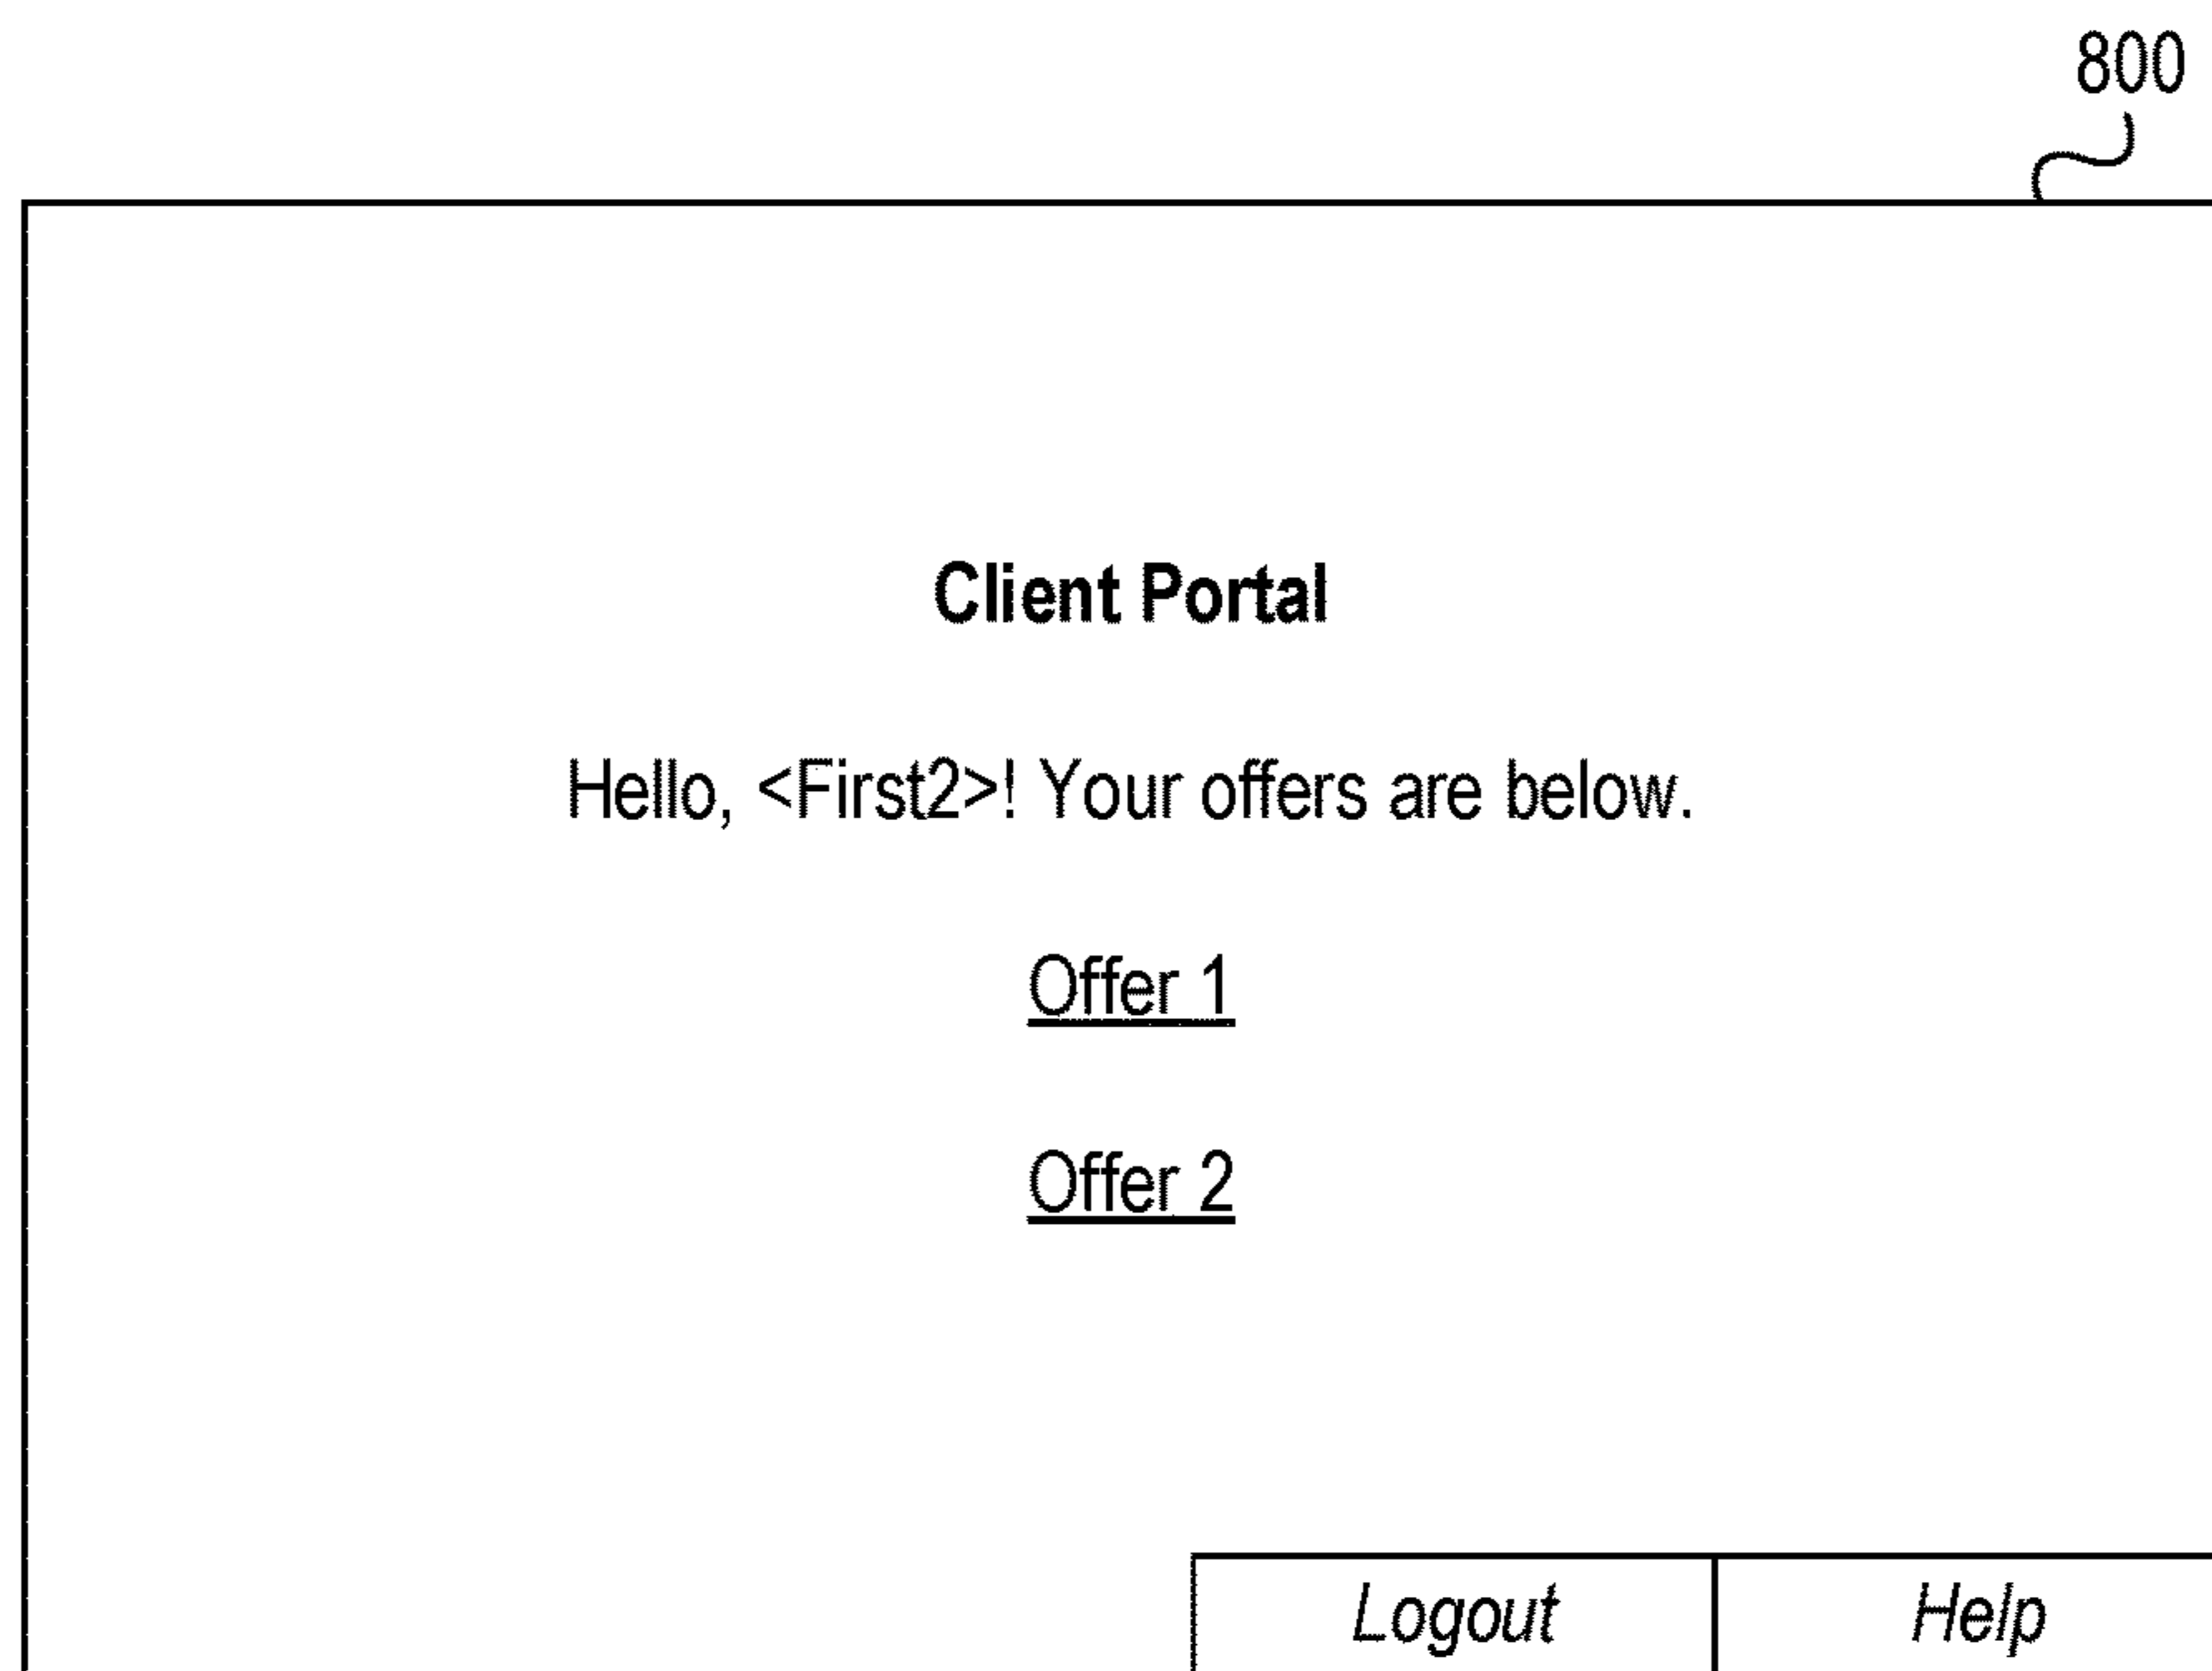 800
Client Portal
Hello, <First2>! Your offers are below.
Offer 1
Offer 2
Logout Help